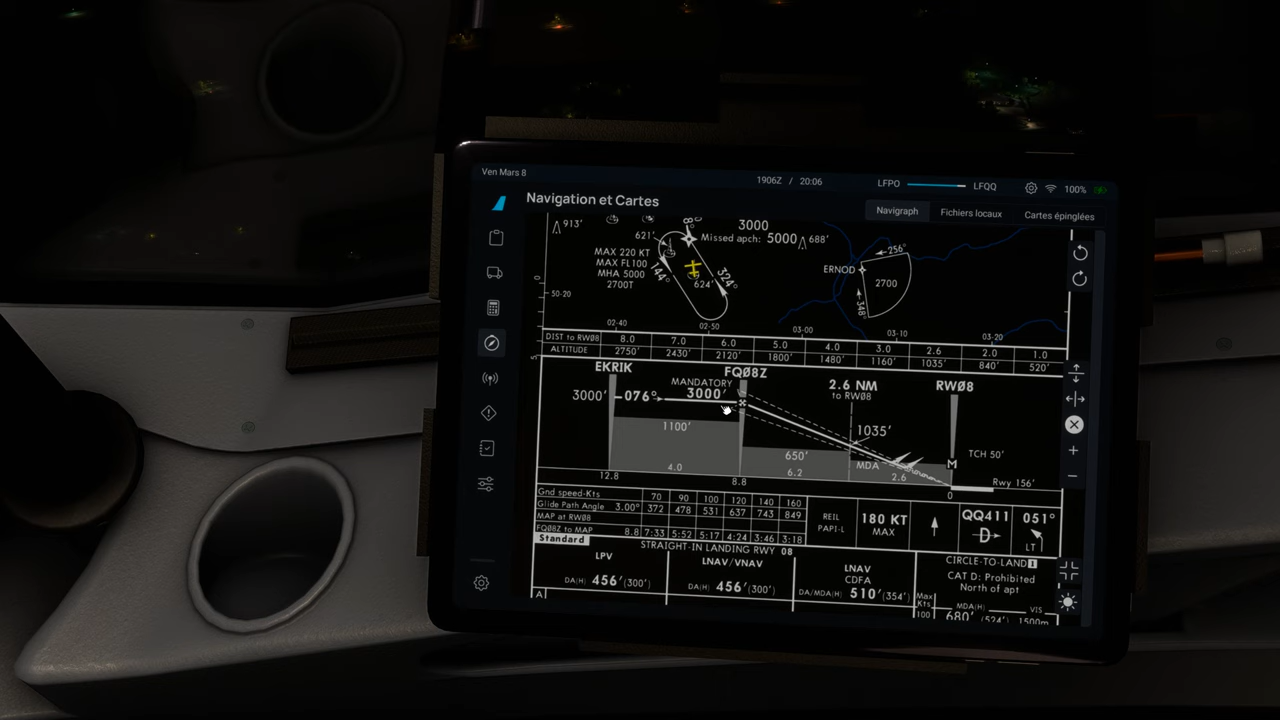 Ven Mars 8
1906Z / 20:06
LFPO LFQQ
100%
Navigation et Cartes
Navigraph
Fichiers locaux
Cartes épinglées
913'
3000
621'
Missed apch: 5000
688'
MAX 220 KT
MAX FL100
MHA 5000
2700T
144°
324°
624'
ERNOD
256°
2700
348°
50-20
02-40
02-50
03-00
03-10
03-20
DIST to RW08 8.0 7.0 6.0 5.0 4.0 3.0 2.6 2.0 1.0
ALTITUDE 2750' 2430' 2120' 1800' 1480' 1160' 1035' 840' 520'
EKRIK
FQ08Z
MANDATORY
3000'
076°
3000'
2.6 NM
to RW08
RW08
1100'
1035'
650'
MDA
M
TCH 50'
4.0
6.2
2.6
Rwy 156'
12.8
8.8
0
Gnd speed-Kts 70 90 100 120 140 160
Glide Path Angle 3.00° 372 478 531 637 743 849
MAP at RW08
FQ08Z to MAP 8.8 7:33 5:52 5:17 4:24 3:46 3:18
REIL
PAPI-L
180 KT
MAX
QQ411
D
051°
LT
Standard
STRAIGHT-IN LANDING RWY 08
CIRCLE-TO-LAND 1
LPV
LNAV/VNAV
LNAV
CDFA
CAT D: Prohibited
North of apt
DA(H) 456' (300')
DA(H) 456' (300')
DA/MDA(H) 510' (354')
Max
Kts
MDA(H)
VIS
A
100
680' (524') 1500m